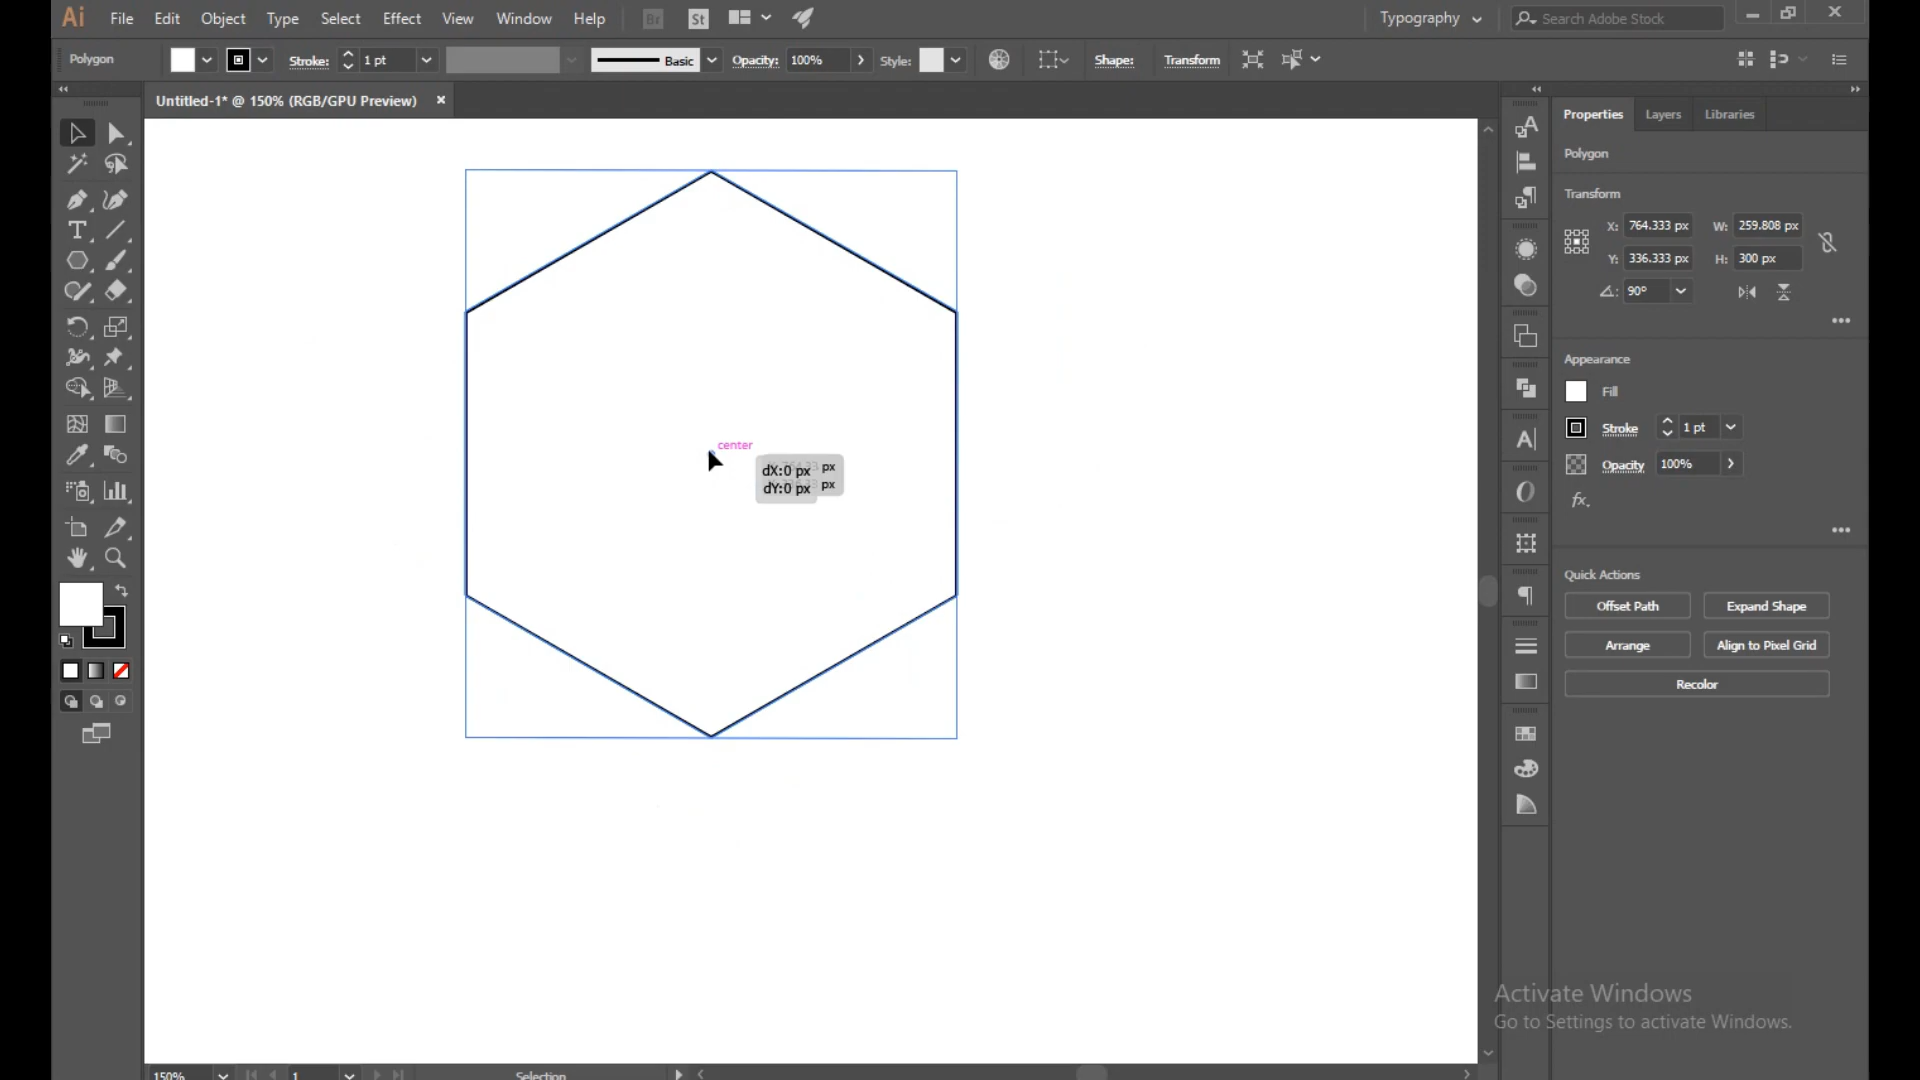 Ai File Edit Object Type Select Effect View Window Help Br St Typography Search Adobe Stock
Polygon Stroke: 1 pt Basic Opacity: 100% Style: Shape: Transform
Untitled-1* @ 150% (RGB/GPU Preview)
Properties Layers Libraries
Polygon
Transform
X: 764.333 px W: 259.808 px
Y: 336.333 px H: 300 px
90°
Appearance
Fill
Stroke 1 pt
Opacity 100%
fx.
center
dX:0 px px
dY:0 px px
Quick Actions
Offset Path Expand Shape
Arrange Align to Pixel Grid
Recolor
Activate Windows
Go to Settings to activate Windows.
150% 1 Selection